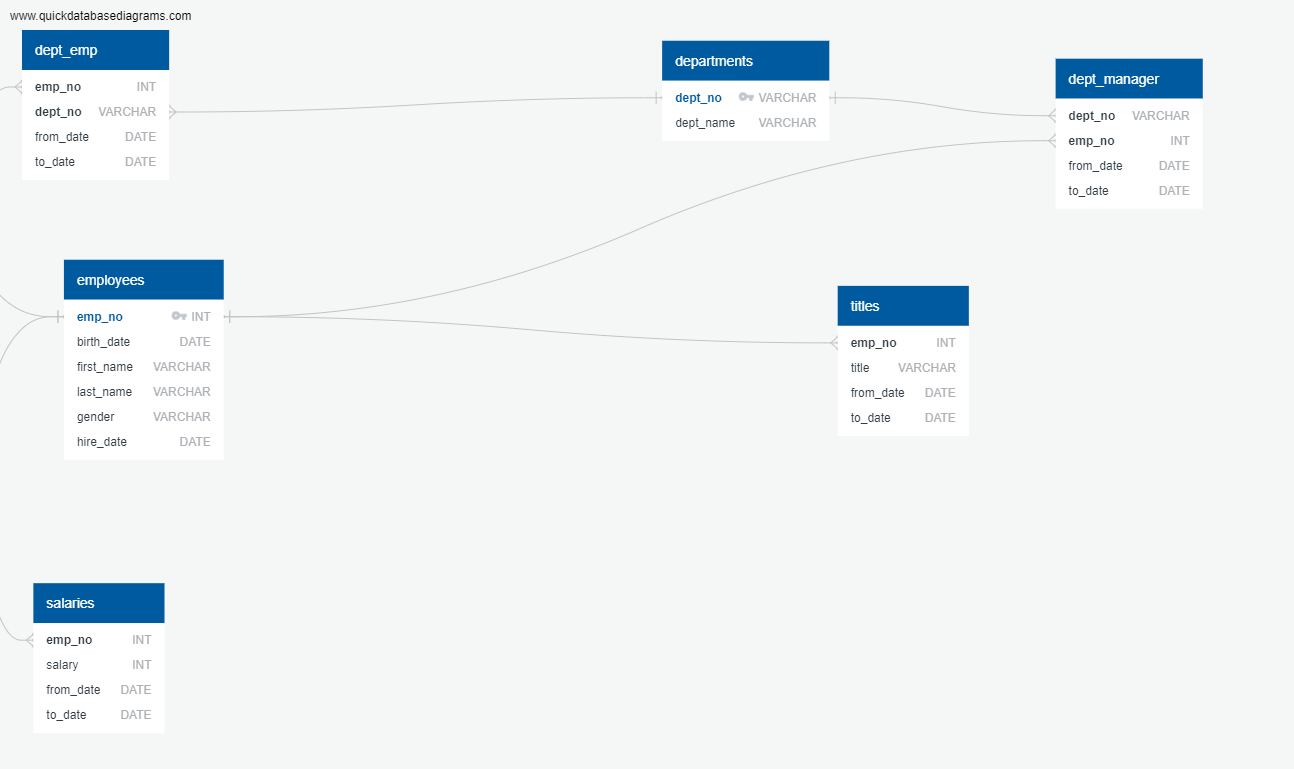 www.quickdatabasediagrams.com
dept_emp
emp_no INT
dept_no VARCHAR
from_date DATE
to_date DATE
departments
dept_no VARCHAR
dept_name VARCHAR
dept_manager
dept_no VARCHAR
emp_no INT
from_date DATE
to_date DATE
employees
emp_no INT
birth_date DATE
first_name VARCHAR
last_name VARCHAR
gender VARCHAR
hire_date DATE
titles
emp_no INT
title VARCHAR
from_date DATE
to_date DATE
salaries
emp_no INT
salary INT
from_date DATE
to_date DATE